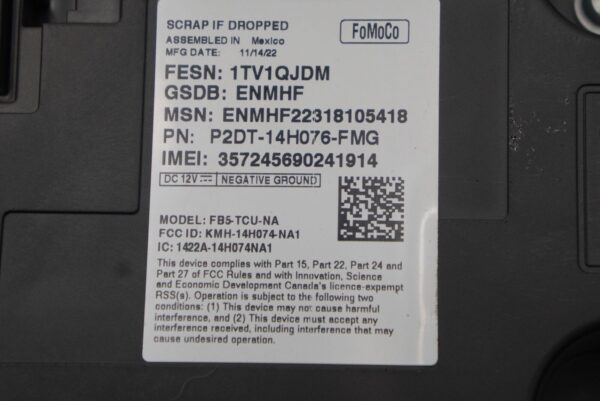 SCRAP IF DROPPED
ASSEMBLED IN Mexico
MFG DATE: 11/14/22
FoMoCo
FESN: 1TV1QJDM
GSDB: ENMHF
MSN: ENMHF22318105418
PN: P2DT-14H076-FMG
IMEI: 357245690241914
DC 12V NEGATIVE GROUND
MODEL: FB5-TCU-NA
FCC ID: KMH-14H074-NA1
IC: 1422A-14H074NA1
This device complies with Part 15, Part 22, Part 24 and
Part 27 of FCC Rules and with Innovation, Science
and Economic Development Canada's licence-exempt
RSS(s). Operation is subject to the following two
conditions: (1) This device may not cause harmful
interference, and (2) This device must accept any
interference received, including interference that may
cause undesired operation.